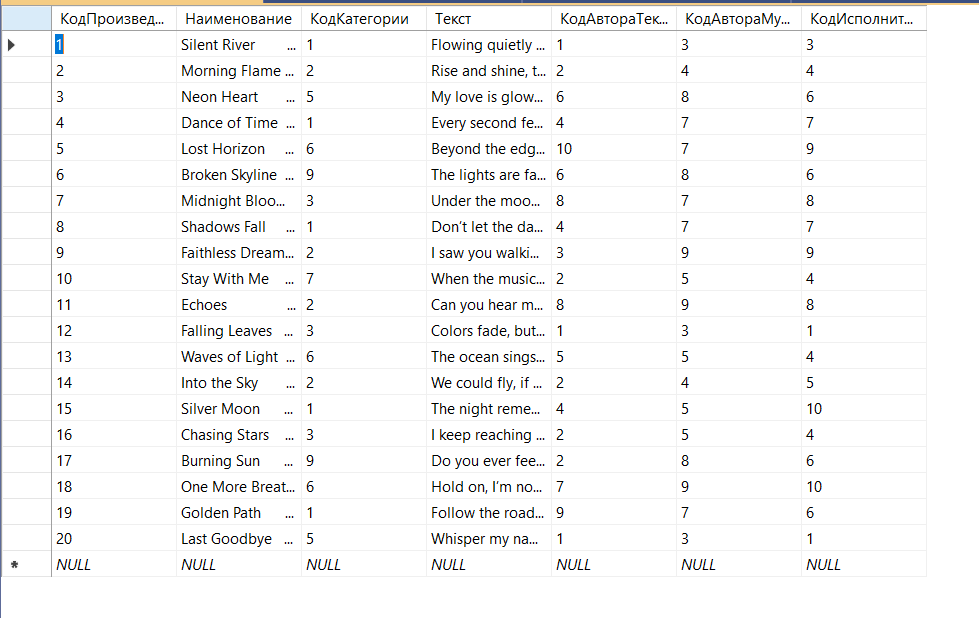 КодПроизвед... Наименование КодКатегории Текст КодАвтораТек... КодАвтораМу... КодИсполнит...
1 Silent River ... 1 Flowing quietly ... 1 3 3
2 Morning Flame ... 2 Rise and shine, t... 2 4 4
3 Neon Heart ... 5 My love is glow... 6 8 6
4 Dance of Time ... 1 Every second fe... 4 7 7
5 Lost Horizon ... 6 Beyond the edg... 10 7 9
6 Broken Skyline ... 9 The lights are fa... 6 8 6
7 Midnight Bloo... 3 Under the moo... 8 7 8
8 Shadows Fall ... 1 Don’t let the da... 4 7 7
9 Faithless Dream... 2 I saw you walki... 3 9 9
10 Stay With Me ... 7 When the music... 2 5 4
11 Echoes ... 2 Can you hear m... 8 9 8
12 Falling Leaves ... 3 Colors fade, but... 1 3 1
13 Waves of Light ... 6 The ocean sings... 5 5 4
14 Into the Sky ... 2 We could fly, if ... 2 4 5
15 Silver Moon ... 1 The night reme... 4 5 10
16 Chasing Stars ... 3 I keep reaching ... 2 5 4
17 Burning Sun ... 9 Do you ever fee... 2 8 6
18 One More Breat... 6 Hold on, I’m no... 7 9 10
19 Golden Path ... 1 Follow the road... 9 7 6
20 Last Goodbye ... 5 Whisper my na... 1 3 1
NULL NULL NULL NULL NULL NULL NULL